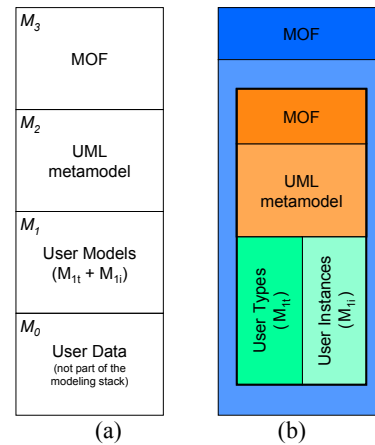 M3
MOF
M2
UML
metamodel
M1
User Models
(M1t + M1i)
M0
User Data
(not part of the
modeling stack)
(a)
MOF
MOF
UML
metamodel
User Types
(M1t)
User Instances
(M1i)
(b)